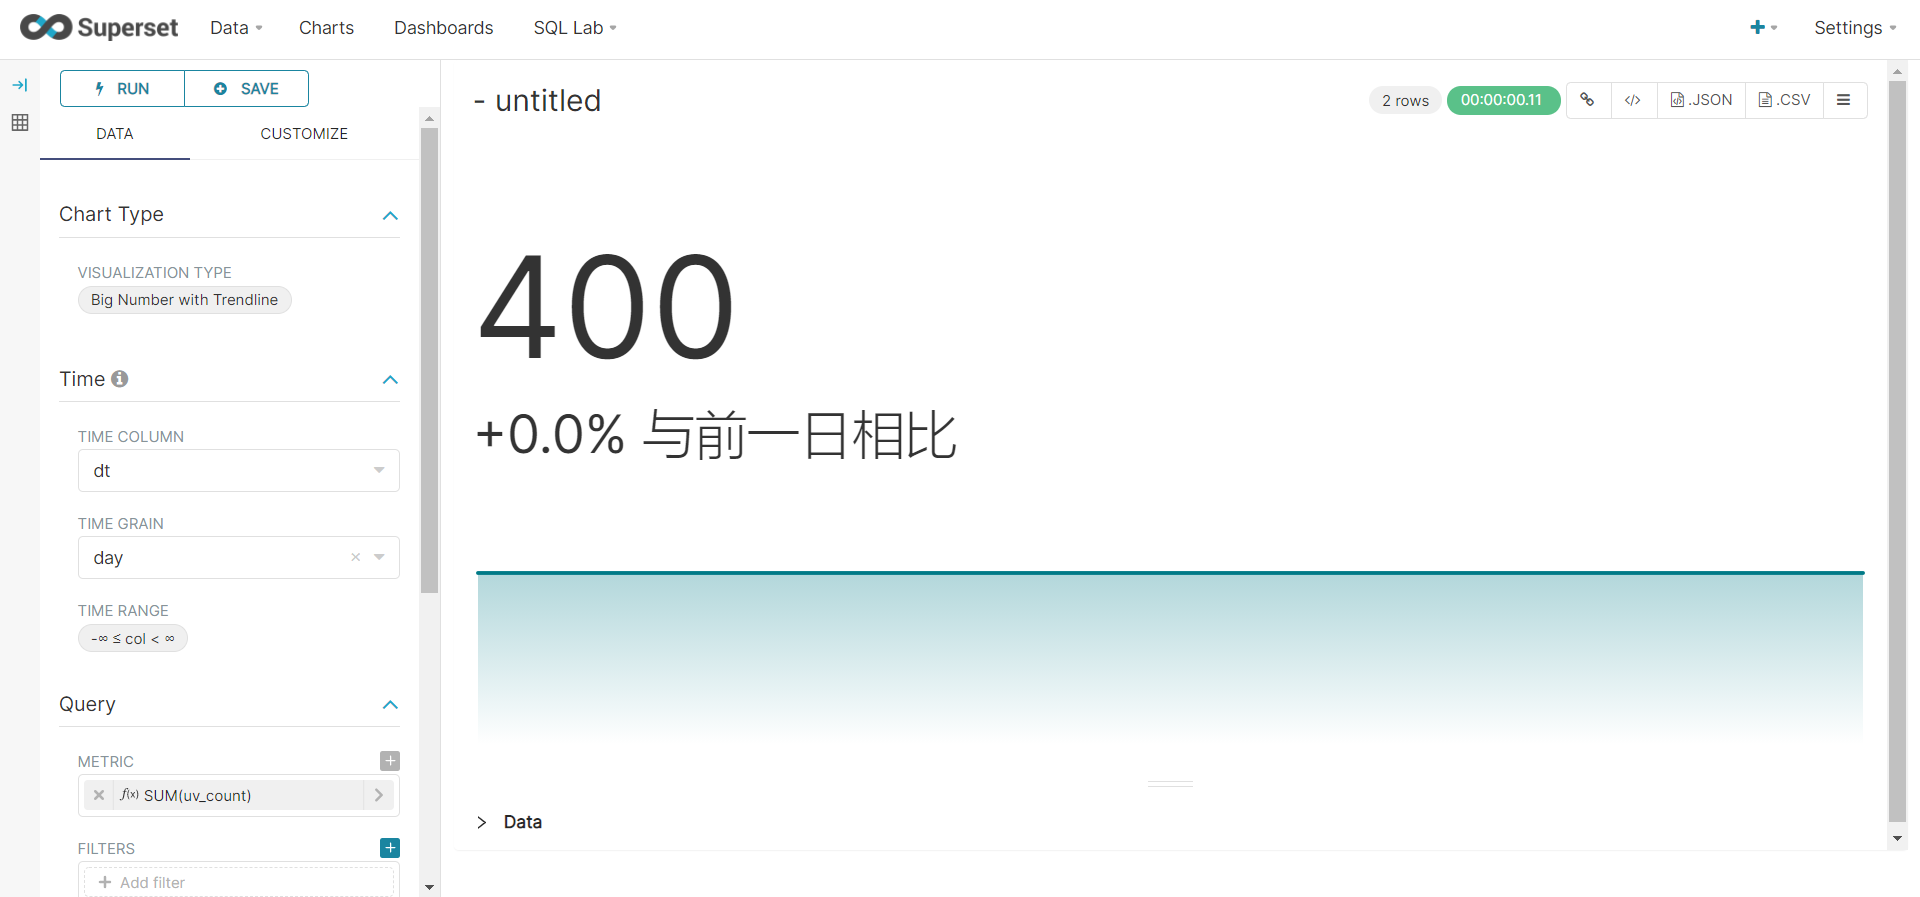 Superset Data Charts Dashboards SQL Lab + Settings
RUN SAVE
DATA CUSTOMIZE
Chart Type
VISUALIZATION TYPE
Big Number with Trendline
Time
TIME COLUMN
dt
TIME GRAIN
day
TIME RANGE
-∞ ≤ col < ∞
Query
METRIC
f(x) SUM(uv_count)
FILTERS
+ Add filter
- untitled
2 rows 00:00:00.11 </> .JSON .CSV
400
+0.0% 与前一日相比
Data